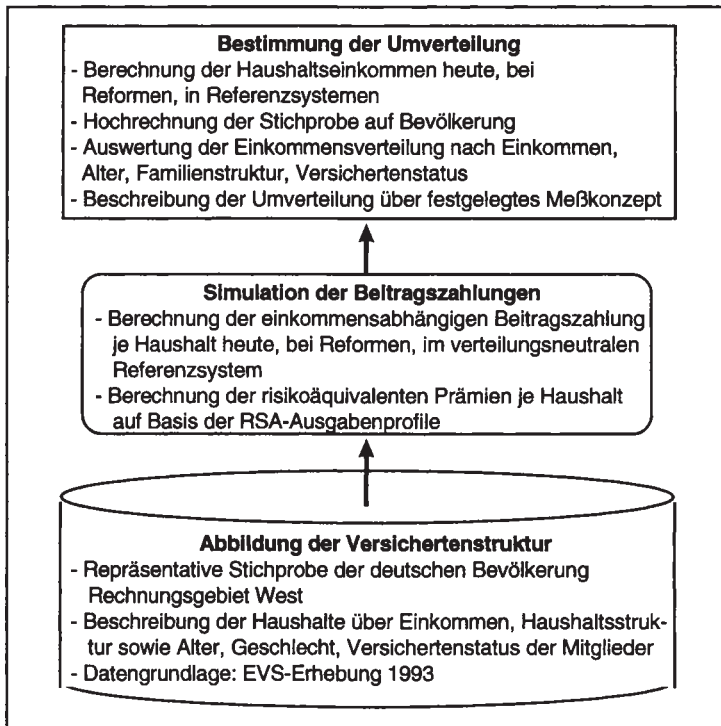 Bestimmung der Umverteilung
- Berechnung der Haushaltseinkommen heute, bei
Reformen, in Referenzsystemen
- Hochrechnung der Stichprobe auf Bevölkerung
- Auswertung der Einkommensverteilung nach Einkommen,
Alter, Familienstruktur, Versichertenstatus
- Beschreibung der Umverteilung über festgelegtes Meßkonzept
Simulation der Beitragszahlungen
- Berechnung der einkommensabhängigen Beitragszahlung
je Haushalt heute, bei Reformen, im verteilungsneutralen
Referenzsystem
- Berechnung der risikoäquivalenten Prämien je Haushalt
auf Basis der RSA-Ausgabenprofile
Abbildung der Versichertenstruktur
- Repräsentative Stichprobe der deutschen Bevölkerung
Rechnungsgebiet West
- Beschreibung der Haushalte über Einkommen, Haushaltsstruk-
tur sowie Alter, Geschlecht, Versichertenstatus der Mitglieder
- Datengrundlage: EVS-Erhebung 1993